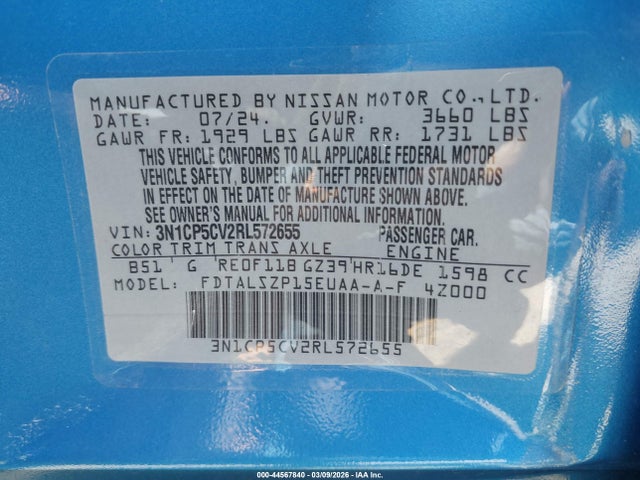 MANUFACTURED BY NISSAN MOTOR CO.,LTD.
DATE: 07/24. GVWR: 3660 LBS
GAWR FR: 1929 LBS GAWR RR: 1731 LBS
THIS VEHICLE CONFORMS TO ALL APPLICABLE FEDERAL MOTOR
VEHICLE SAFETY, BUMPER AND THEFT PREVENTION STANDARDS
IN EFFECT ON THE DATE OF MANUFACTURE SHOWN ABOVE.
SEE OWNER'S MANUAL FOR ADDITIONAL INFORMATION.
VIN: 3N1CP5CV2RL572655 PASSENGER CAR.
COLOR TRIM TRANS AXLE ENGINE
B51 G RE0F11B GZ39 HR16DE 1598 CC
MODEL: FDTALSZP15EUAA-A-F 4Z000
3N1CP5CV2RL572655
000-44567840 - 03/09/2026 - IAA Inc.